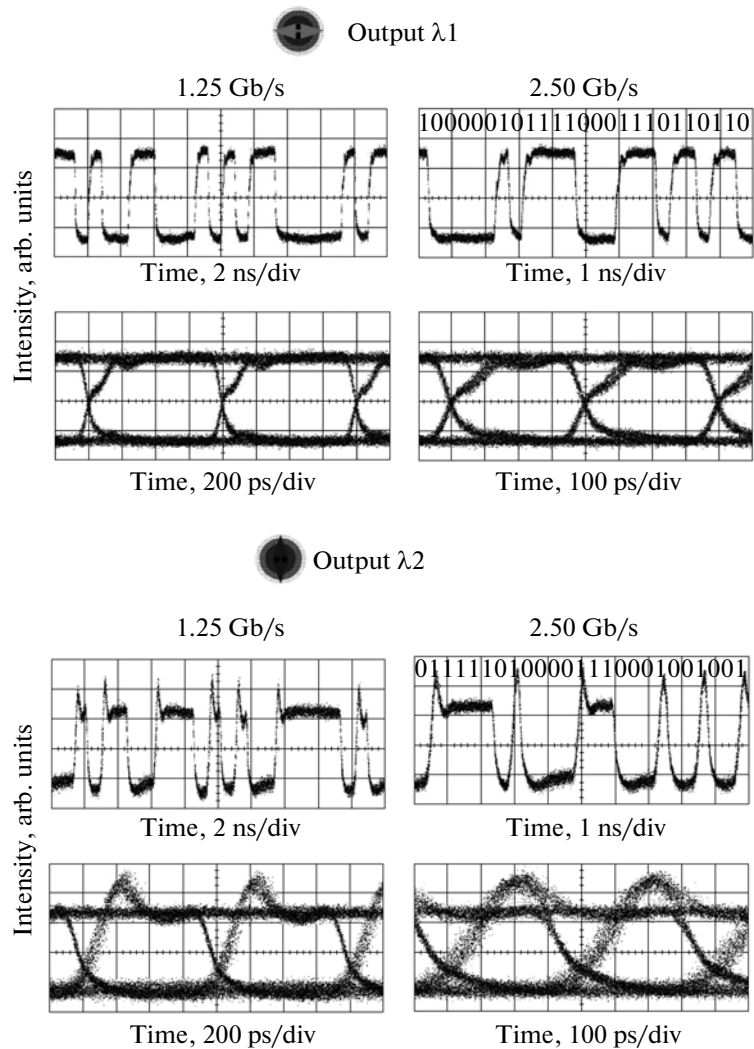 Output λ1
1.25 Gb/s
2.50 Gb/s
1000001011110001110110110
Intensity, arb. units
Time, 2 ns/div
Time, 1 ns/div
Time, 200 ps/div
Time, 100 ps/div
Output λ2
1.25 Gb/s
2.50 Gb/s
0111110100001110001001001
Intensity, arb. units
Time, 2 ns/div
Time, 1 ns/div
Time, 200 ps/div
Time, 100 ps/div